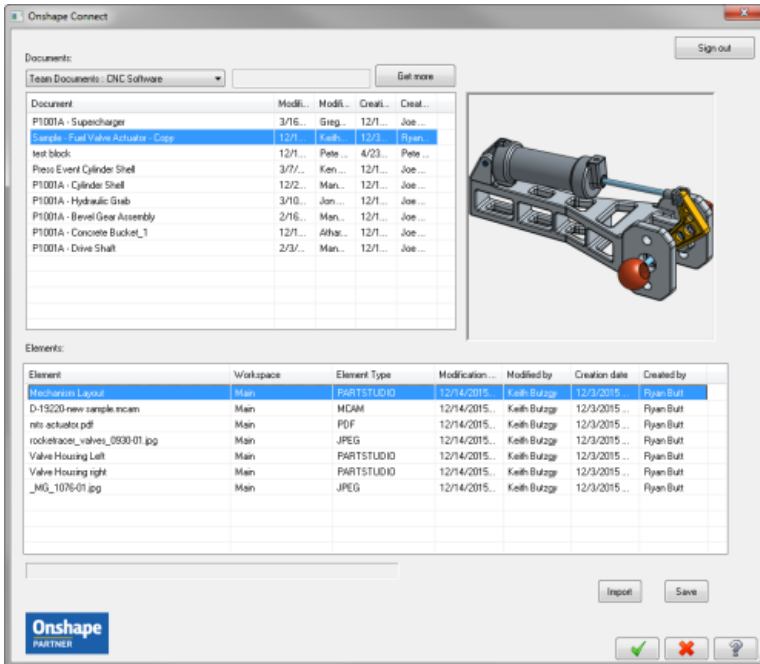 Onshape Connect
Sign out
Documents:
Team Documents : CNC Software
Get more
Document Modifi... Modifi... Creati... Creat...
P1001A - Supercharger 3/16... Greg... 12/1... Joe ...
Sample - Fuel Valve Actuator - Copy 12/1... Keith... 12/3... Ryan...
test block 12/1... Pete ... 4/23... Pete ...
Press Event Cylinder Shell 3/7/... Ken ... 12/1... Joe ...
P1001A - Cylinder Shell 12/2... Man... 12/1... Joe ...
P1001A - Hydraulic Grab 3/10... Jon ... 12/1... Joe ...
P1001A - Bevel Gear Assembly 2/16... Man... 12/1... Joe ...
P1001A - Concrete Bucket_1 12/1... Athar... 12/1... Joe ...
P1001A - Drive Shaft 2/3/... Man... 12/1... Joe ...
Elements:
Element Workspace Element Type Modification ... Modified by Creation date Created by
Mechanism Layout Main PARTSTUDIO 12/14/2015... Keith Butzgy 12/3/2015 ... Ryan Butt
D-19220-new sample.mcam Main MCAM 12/14/2015... Keith Butzgy 12/3/2015 ... Ryan Butt
mts actuator.pdf Main PDF 12/14/2015... Keith Butzgy 12/3/2015 ... Ryan Butt
rocketracer_valves_0930-01.jpg Main JPEG 12/14/2015... Keith Butzgy 12/3/2015 ... Ryan Butt
Valve Housing Left Main PARTSTUDIO 12/14/2015... Keith Butzgy 12/3/2015 ... Ryan Butt
Valve Housing right Main PARTSTUDIO 12/14/2015... Keith Butzgy 12/3/2015 ... Ryan Butt
_MG_1076-01.jpg Main JPEG 12/14/2015... Keith Butzgy 12/3/2015 ... Ryan Butt
Import Save
Onshape
PARTNER